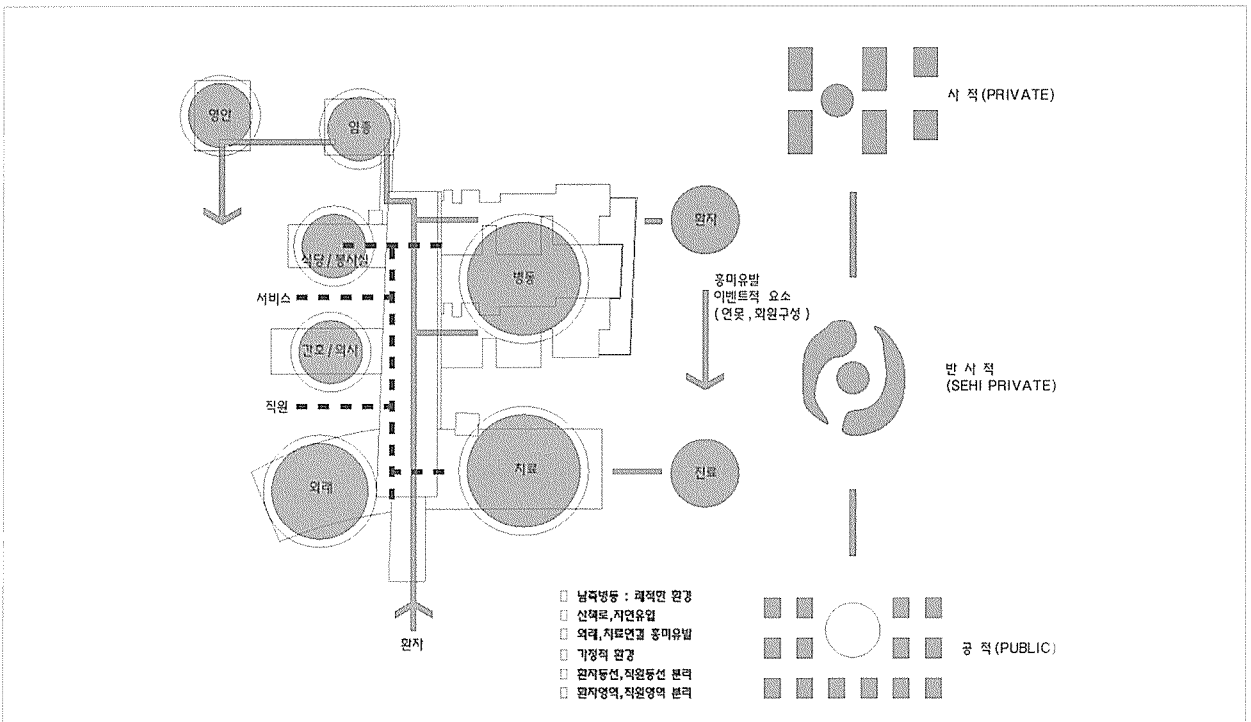 영안
임종
사 적 (PRIVATE)
환자
식당 / 봉사실
병동
흥미유발
이벤트적 요소
( 연못 , 화원구성 )
서비스
간호 / 의사
반 사 적
(SEHI PRIVATE)
직원
외래
치료
진료
환자
□ 남측병동 : 쾌적한 환경
□ 산책로,자연유입
□ 외래,치료연결 흥미유발
□ 가정적 환경
□ 환자동선,직원동선 분리
□ 환자영역,직원영역 분리
공 적 (PUBLIC)